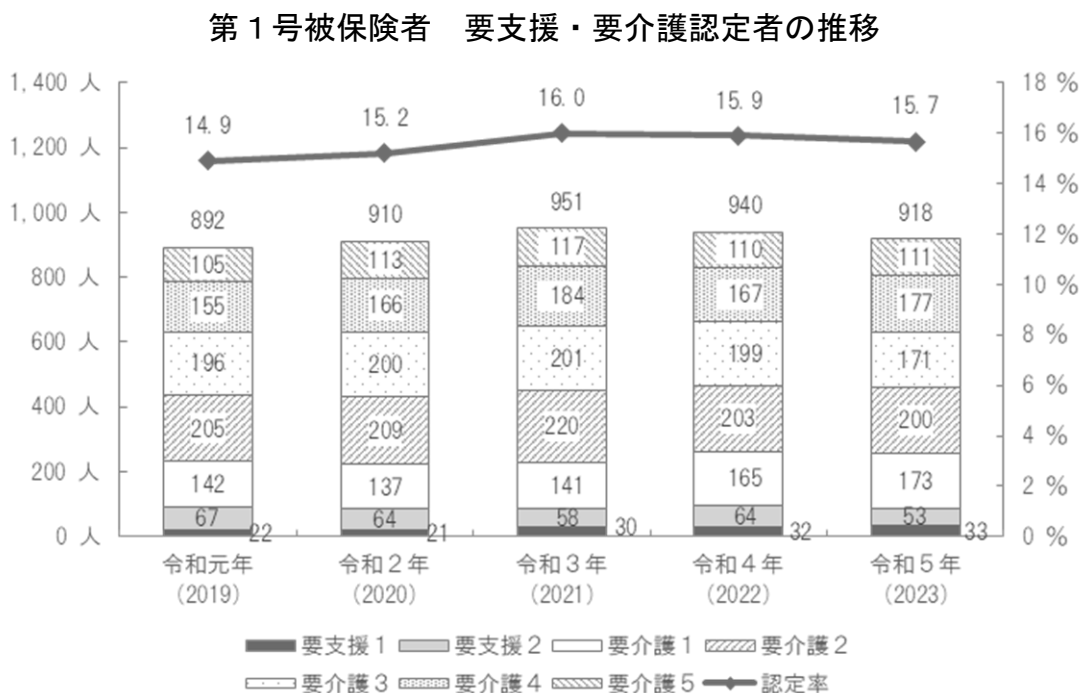 第１号被保険者　要支援・要介護認定者の推移
1,400 人 18 %
14.9 15.2 16.0 15.9 15.7
1,200 人 16 %
14 %
1,000 人 892 910 951 940 918
12 %
105 113 117 110 111
800 人 10 %
155 166 184 167 177
600 人 8 %
196 200 201 199 171
6 %
400 人
205 209 220 203 200
4 %
200 人
142 137 141 165 173
2 %
67 64 58 64 53
0 人 22 21 30 32 33 0 %
令和元年 令和２年 令和３年 令和４年 令和５年
（2019） （2020） （2021） （2022） （2023）
要支援１ 要支援２ 要介護１ 要介護２
要介護３ 要介護４ 要介護５ 認定率